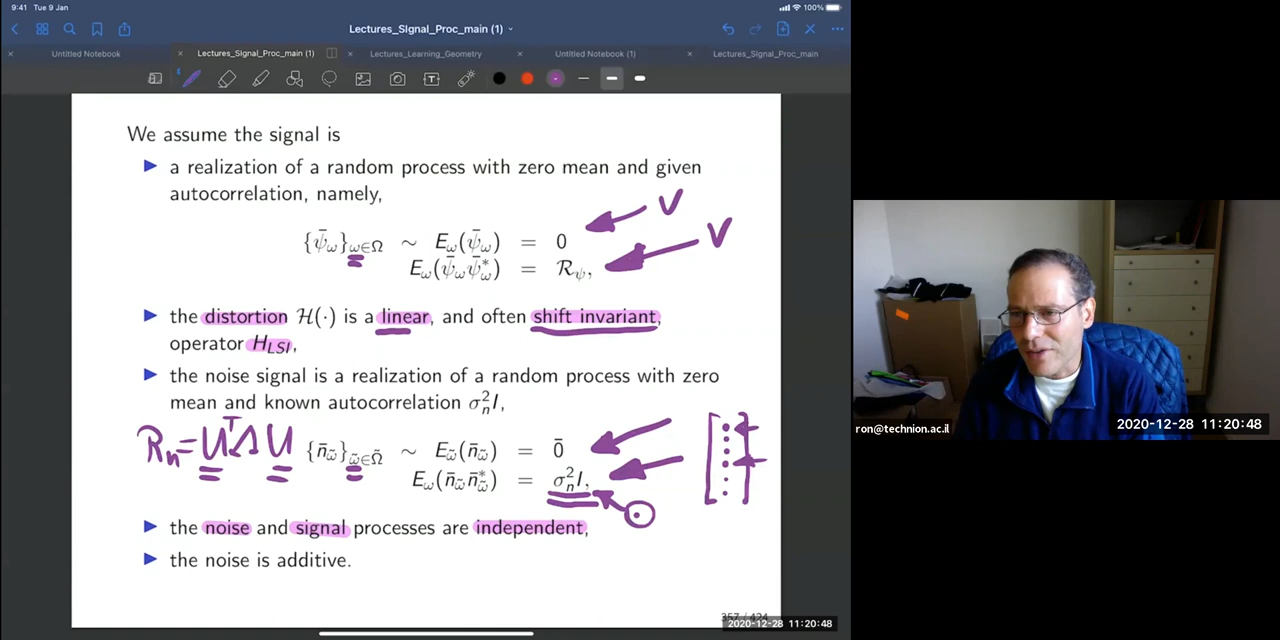 9:41 Tue 9 Jan
100%
Lectures_SIgnal_Proc_main (1)
Untitled Notebook
Lectures_SIgnal_Proc_main (1)
Lectures_Learning_Geometry
Untitled Notebook (1)
Lectures_SIgnal_Proc_main
We assume the signal is
a realization of a random process with zero mean and given
autocorrelation, namely,
V
{ψ̄_ω}_{ω∈Ω} ∼ E_ω(ψ̄_ω) = 0
V
E_ω(ψ̄_ω ψ̄_ω^*) = R_ψ,
the distortion H(·) is a linear, and often shift invariant,
operator H_{LSI},
the noise signal is a realization of a random process with zero
mean and known autocorrelation σ_n^2 I,
R_n = U^T Λ U
{n̄_ω̃}_{ω̃∈Ω̃} ∼ E_ω̃(n̄_ω̃) = 0̄
E_ω(n̄_ω̃ n̄_ω̃^*) = σ_n^2 I,
the noise and signal processes are independent,
the noise is additive.
357 / 424
2020-12-28 11:20:48
ron@technion.ac.il
2020-12-28 11:20:48